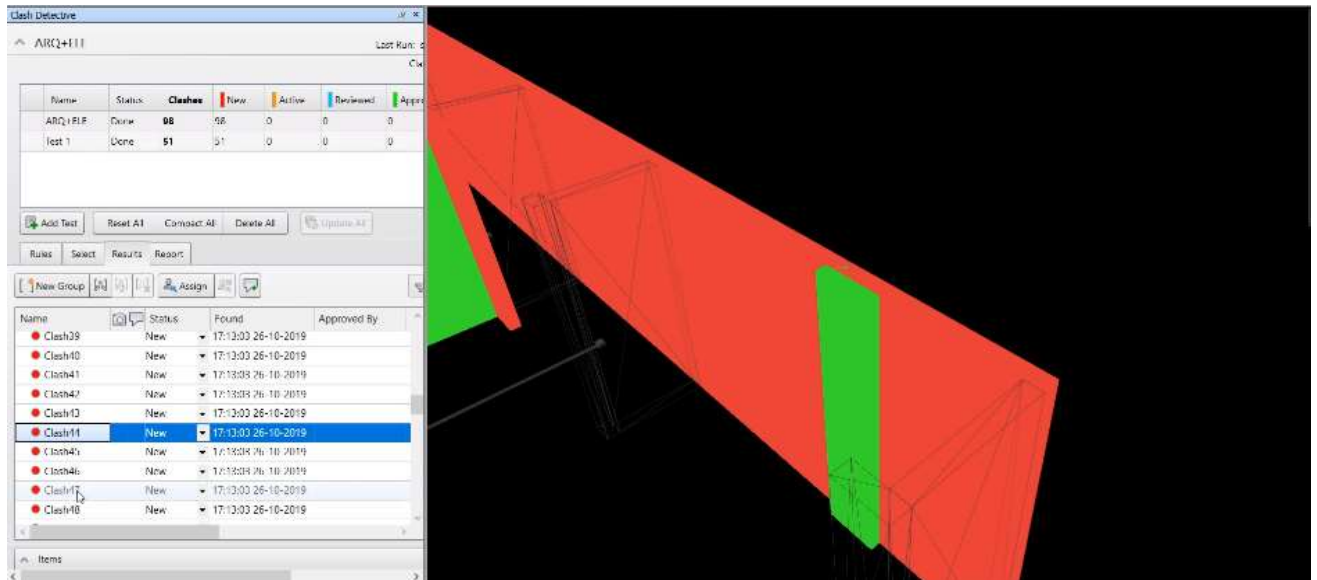 Clash Detective
ARQ+ELE
Last Run: s
Cla
Name Status Clashes New Active Reviewed Appro
ARQ+ELE Done 98 98 0 0 0
Test 1 Done 51 51 0 0 0
Add Test Reset All Compact All Delete All Update All
Rules Select Results Report
New Group Assign
Name Status Found Approved By
Clash39 New 17:13:03 26-10-2019
Clash40 New 17:13:03 26-10-2019
Clash41 New 17:13:03 26-10-2019
Clash42 New 17:13:03 26-10-2019
Clash43 New 17:13:03 26-10-2019
Clash44 New 17:13:03 26-10-2019
Clash45 New 17:13:03 26-10-2019
Clash46 New 17:13:03 26-10-2019
Clash47 New 17:13:03 26-10-2019
Clash48 New 17:13:03 26-10-2019
Items